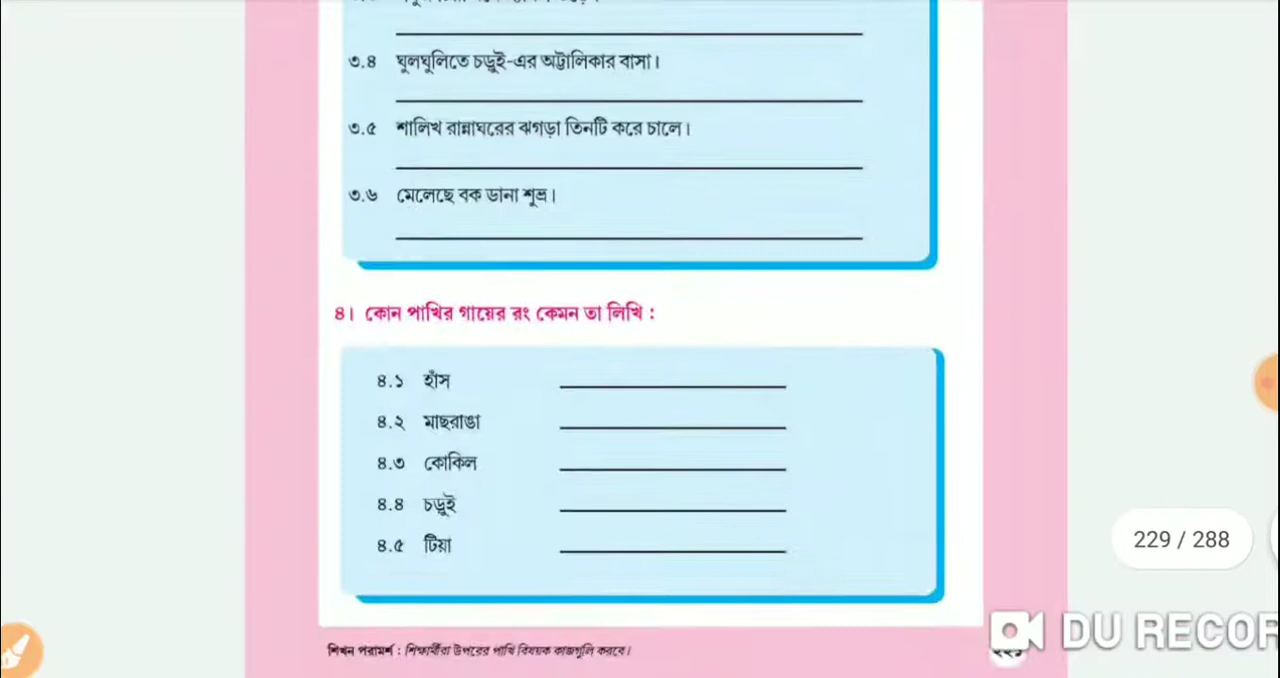 ৩.৪ ঘুলঘুলিতে চড়ুই-এর অট্টালিকার বাসা।
৩.৫ শালিখ রান্নাঘরের ঝগড়া তিনটি করে চালে।
৩.৬ মেলেছে বক ডানা শুভ্র।
৪। কোন পাখির গায়ের রং কেমন তা লিখি :
৪.১ হাঁস
৪.২ মাছরাঙা
৪.৩ কোকিল
৪.৪ চড়ুই
৪.৫ টিয়া
229 / 288
DU RECOR
শিখন পরামর্শ : শিক্ষার্থীরা উপরের পাখি বিষয়ক কাজগুলি করবে।